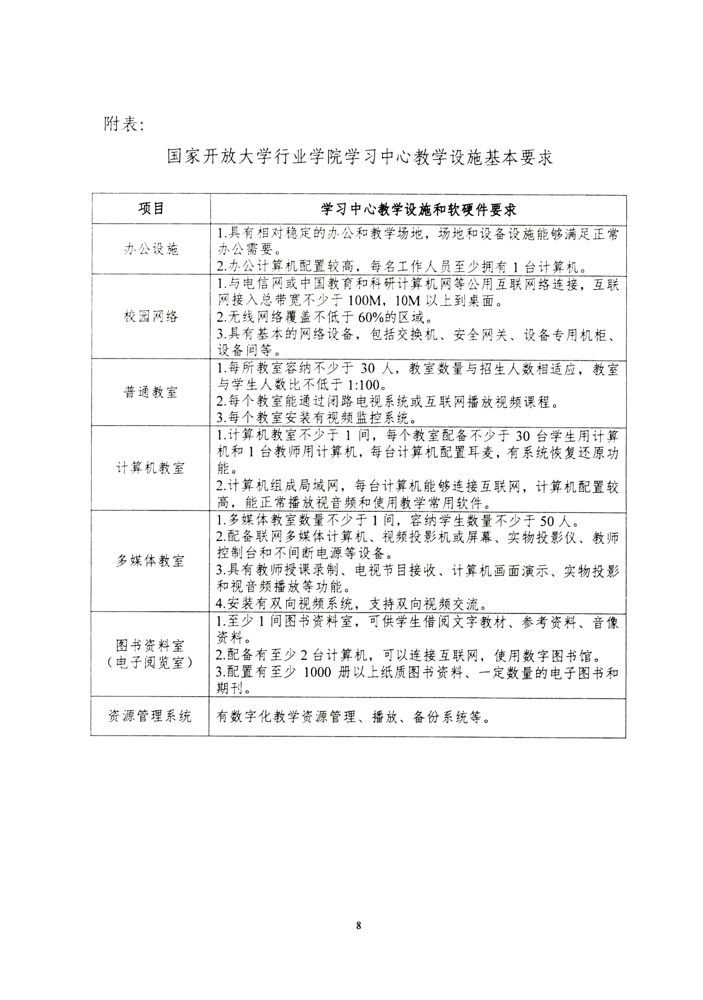 附表：
国家开放大学行业学院学习中心教学设施基本要求
项目
学习中心教学设施和软硬件要求
办公设施
1.具有相对稳定的办公和教学场地，场地和设备设施能够满足正常
办公需要。
2.办公计算机配置较高，每名工作人员至少拥有 1 台计算机。
校园网络
1.与电信网或中国教育和科研计算机网等公用互联网络连接，互联
网接入总带宽不少于 100M，10M 以上到桌面。
2.无线网络覆盖不低于 60%的区域。
3.具有基本的网络设备，包括交换机、安全网关、设备专用机柜、
设备间等。
普通教室
1.每所教室容纳不少于 30 人，教室数量与招生人数相适应，教室
与学生人数比不低于 1:100。
2.每个教室能通过闭路电视系统或互联网播放视频课程。
3.每个教室安装有视频监控系统。
计算机教室
1.计算机教室不少于 1 间，每个教室配备不少于 30 台学生用计算
机和 1 台教师用计算机，每台计算机配置耳麦，有系统恢复还原功
能。
2.计算机组成局域网，每台计算机能够连接互联网，计算机配置较
高，能正常播放视音频和使用教学常用软件。
多媒体教室
1.多媒体教室数量不少于 1 间，容纳学生数量不少于 50 人。
2.配备联网多媒体计算机、视频投影机或屏幕、实物投影仪、教师
控制台和不间断电源等设备。
3.具有教师授课录制、电视节目接收、计算机画面演示、实物投影
和视音频播放等功能。
4.安装有双向视频系统，支持双向视频交流。
图书资料室
（电子阅览室）
1.至少 1 间图书资料室，可供学生借阅文字教材、参考资料、音像
资料。
2.配备有至少 2 台计算机，可以连接互联网，使用数字图书馆。
3.配置有至少 1000 册以上纸质图书资料、一定数量的电子图书和
期刊。
资源管理系统
有数字化教学资源管理、播放、备份系统等。
8